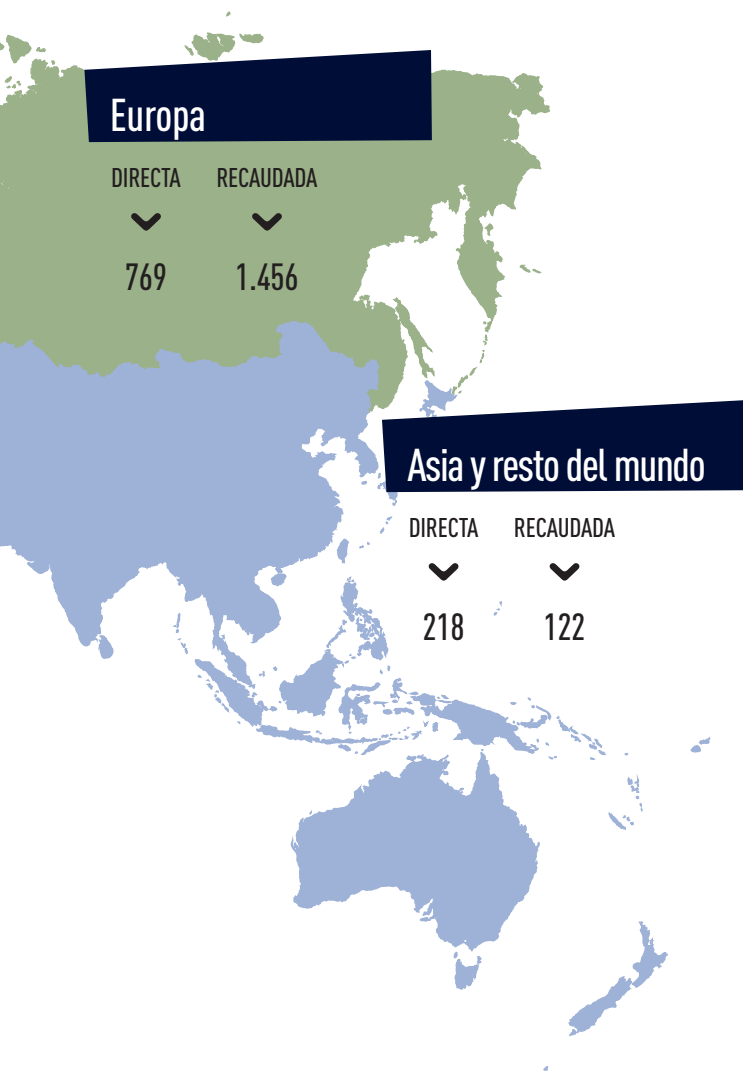 Europa
DIRECTA RECAUDADA
769 1.456
Asia y resto del mundo
DIRECTA RECAUDADA
218 122